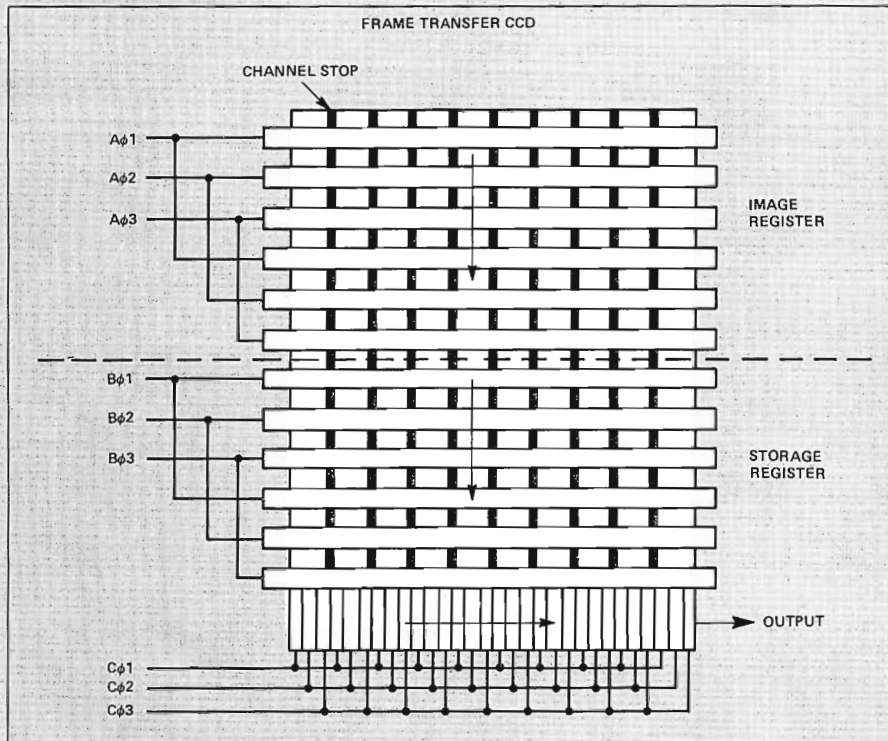 FRAME TRANSFER CCD
CHANNEL STOP
Aϕ1
Aϕ2
Aϕ3
IMAGE
REGISTER
Bϕ1
Bϕ2
Bϕ3
STORAGE
REGISTER
OUTPUT
Cϕ1
Cϕ2
Cϕ3